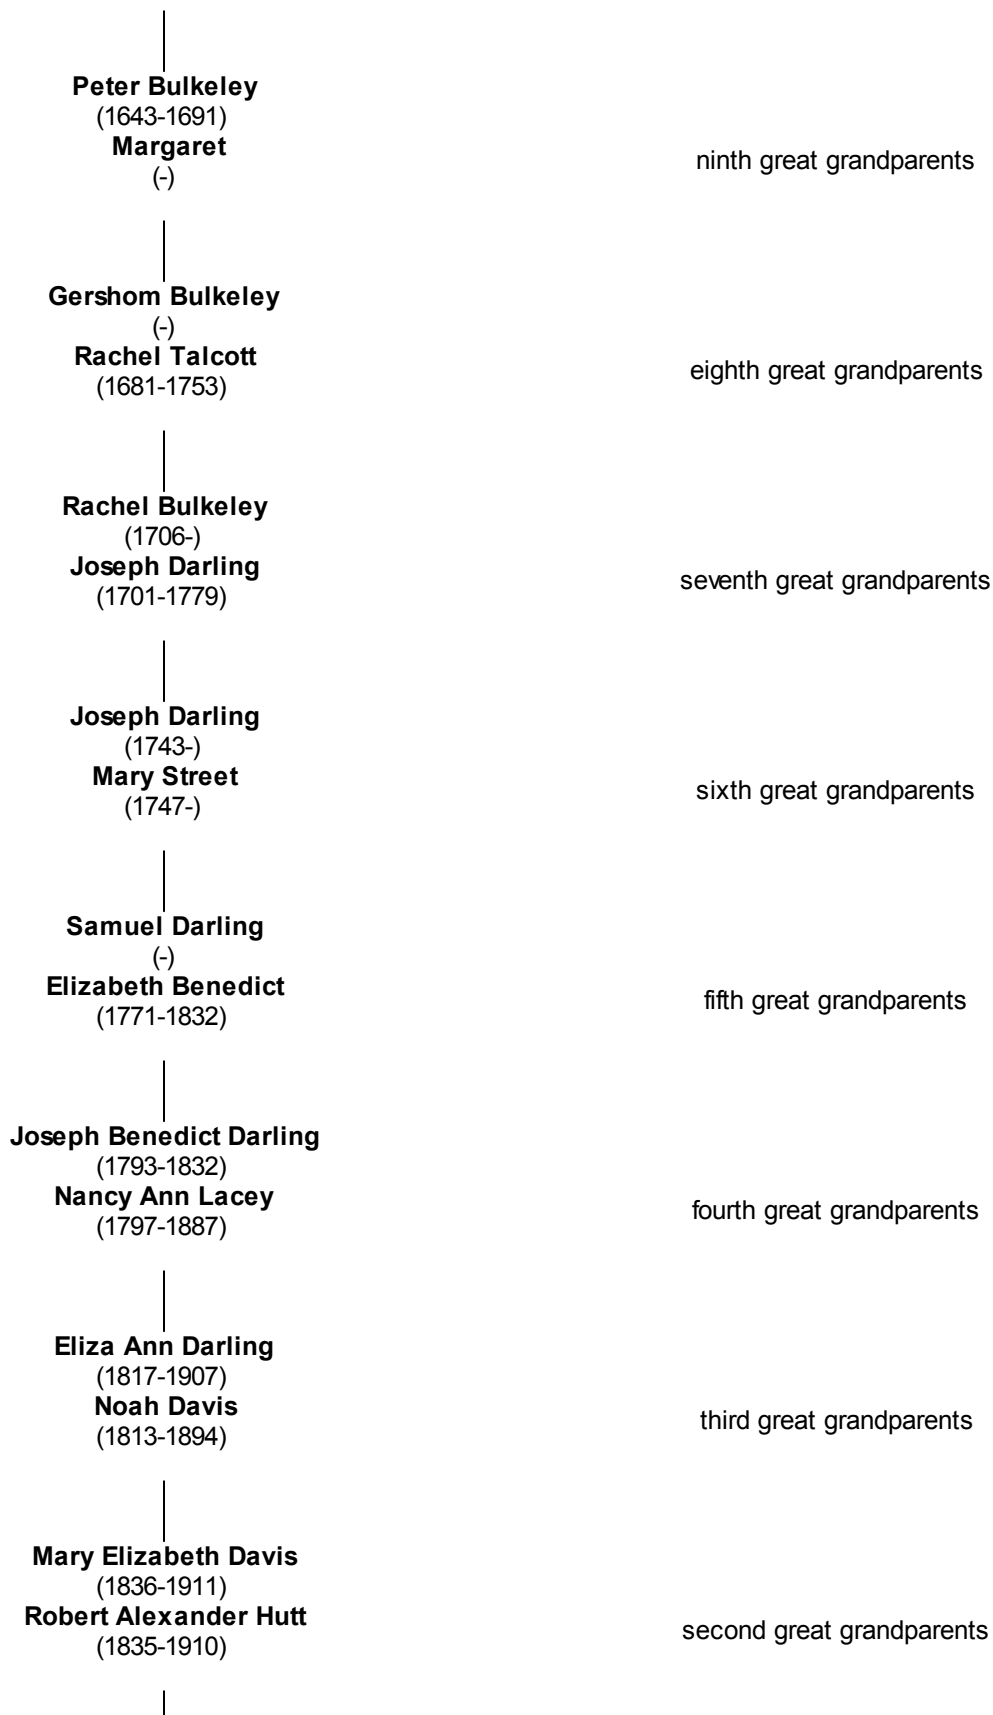 Peter Bulkeley
(1643-1691)
Margaret
(-)
ninth great grandparents
Gershom Bulkeley
(-)
Rachel Talcott
(1681-1753)
eighth great grandparents
Rachel Bulkeley
(1706-)
Joseph Darling
(1701-1779)
seventh great grandparents
Joseph Darling
(1743-)
Mary Street
(1747-)
sixth great grandparents
Samuel Darling
(-)
Elizabeth Benedict
(1771-1832)
fifth great grandparents
Joseph Benedict Darling
(1793-1832)
Nancy Ann Lacey
(1797-1887)
fourth great grandparents
Eliza Ann Darling
(1817-1907)
Noah Davis
(1813-1894)
third great grandparents
Mary Elizabeth Davis
(1836-1911)
Robert Alexander Hutt
(1835-1910)
second great grandparents